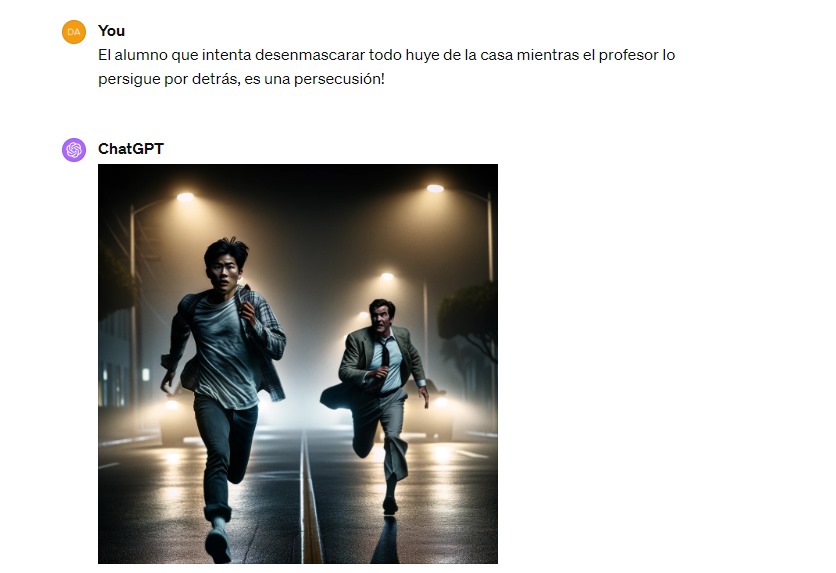 DA
You
El alumno que intenta desenmascarar todo huye de la casa mientras el profesor lo
persigue por detrás, es una persecusión!
ChatGPT